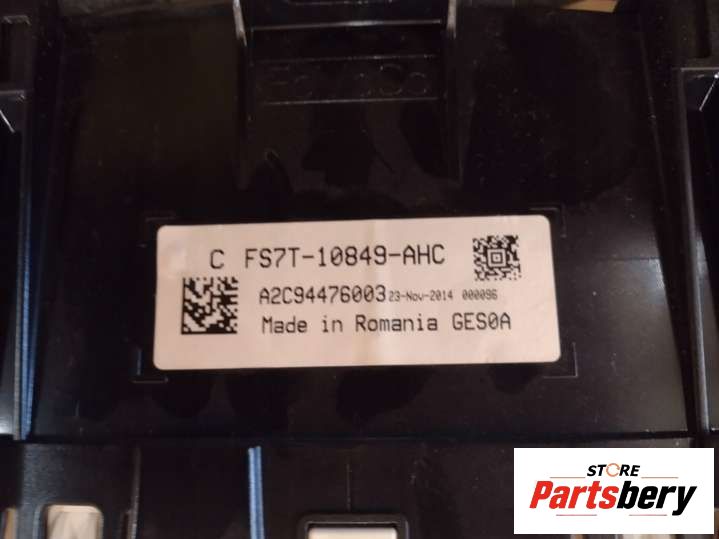 C FS7T-10849-AHC
A2C94476003 23-Nov-2014 000096
Made in Romania GES0A
STORE
Partsbery